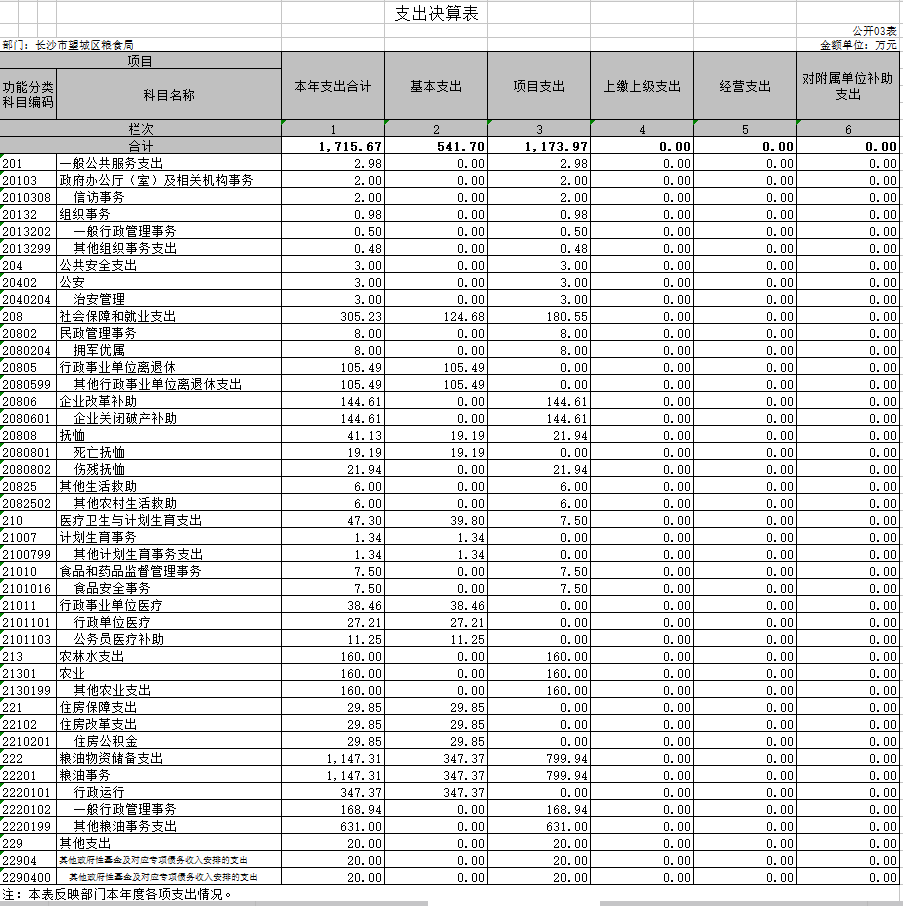 支出决算表
公开03表
部门：长沙市望城区粮食局 金额单位：万元
项目 本年支出合计 基本支出 项目支出 上缴上级支出 经营支出 对附属单位补助支出
功能分类科目编码 科目名称
栏次 1 2 3 4 5 6
合计 1,715.67 541.70 1,173.97 0.00 0.00 0.00
201 一般公共服务支出 2.98 0.00 2.98 0.00 0.00 0.00
20103 政府办公厅（室）及相关机构事务 2.00 0.00 2.00 0.00 0.00 0.00
2010308 信访事务 2.00 0.00 2.00 0.00 0.00 0.00
20132 组织事务 0.98 0.00 0.98 0.00 0.00 0.00
2013202 一般行政管理事务 0.50 0.00 0.50 0.00 0.00 0.00
2013299 其他组织事务支出 0.48 0.00 0.48 0.00 0.00 0.00
204 公共安全支出 3.00 0.00 3.00 0.00 0.00 0.00
20402 公安 3.00 0.00 3.00 0.00 0.00 0.00
2040204 治安管理 3.00 0.00 3.00 0.00 0.00 0.00
208 社会保障和就业支出 305.23 124.68 180.55 0.00 0.00 0.00
20802 民政管理事务 8.00 0.00 8.00 0.00 0.00 0.00
2080204 拥军优属 8.00 0.00 8.00 0.00 0.00 0.00
20805 行政事业单位离退休 105.49 105.49 0.00 0.00 0.00 0.00
2080599 其他行政事业单位离退休支出 105.49 105.49 0.00 0.00 0.00 0.00
20806 企业改革补助 144.61 0.00 144.61 0.00 0.00 0.00
2080601 企业关闭破产补助 144.61 0.00 144.61 0.00 0.00 0.00
20808 抚恤 41.13 19.19 21.94 0.00 0.00 0.00
2080801 死亡抚恤 19.19 19.19 0.00 0.00 0.00 0.00
2080802 伤残抚恤 21.94 0.00 21.94 0.00 0.00 0.00
20825 其他生活救助 6.00 0.00 6.00 0.00 0.00 0.00
2082502 其他农村生活救助 6.00 0.00 6.00 0.00 0.00 0.00
210 医疗卫生与计划生育支出 47.30 39.80 7.50 0.00 0.00 0.00
21007 计划生育事务 1.34 1.34 0.00 0.00 0.00 0.00
2100799 其他计划生育事务支出 1.34 1.34 0.00 0.00 0.00 0.00
21010 食品和药品监督管理事务 7.50 0.00 7.50 0.00 0.00 0.00
2101016 食品安全事务 7.50 0.00 7.50 0.00 0.00 0.00
21011 行政事业单位医疗 38.46 38.46 0.00 0.00 0.00 0.00
2101101 行政单位医疗 27.21 27.21 0.00 0.00 0.00 0.00
2101103 公务员医疗补助 11.25 11.25 0.00 0.00 0.00 0.00
213 农林水支出 160.00 0.00 160.00 0.00 0.00 0.00
21301 农业 160.00 0.00 160.00 0.00 0.00 0.00
2130199 其他农业支出 160.00 0.00 160.00 0.00 0.00 0.00
221 住房保障支出 29.85 29.85 0.00 0.00 0.00 0.00
22102 住房改革支出 29.85 29.85 0.00 0.00 0.00 0.00
2210201 住房公积金 29.85 29.85 0.00 0.00 0.00 0.00
222 粮油物资储备支出 1,147.31 347.37 799.94 0.00 0.00 0.00
22201 粮油事务 1,147.31 347.37 799.94 0.00 0.00 0.00
2220101 行政运行 347.37 347.37 0.00 0.00 0.00 0.00
2220102 一般行政管理事务 168.94 0.00 168.94 0.00 0.00 0.00
2220199 其他粮油事务支出 631.00 0.00 631.00 0.00 0.00 0.00
229 其他支出 20.00 0.00 20.00 0.00 0.00 0.00
22904 其他政府性基金及对应专项债务收入安排的支出 20.00 0.00 20.00 0.00 0.00 0.00
2290400 其他政府性基金及对应专项债务收入安排的支出 20.00 0.00 20.00 0.00 0.00 0.00
注：本表反映部门本年度各项支出情况。